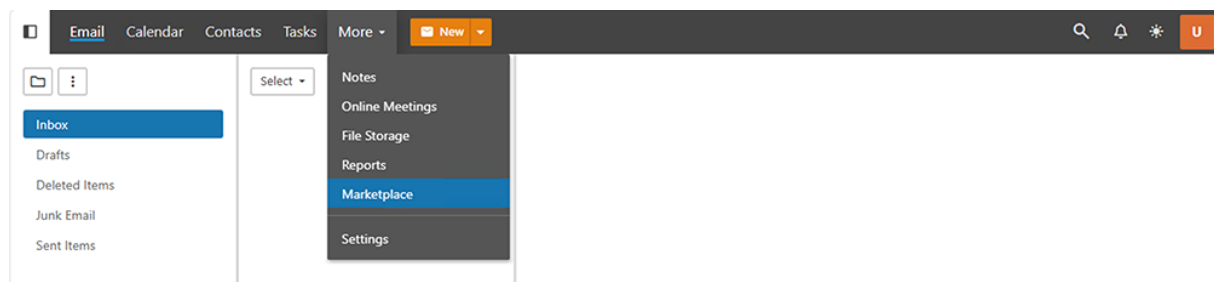 Email Calendar Contacts Tasks More New U
Select
Inbox
Drafts
Deleted Items
Junk Email
Sent Items
Notes
Online Meetings
File Storage
Reports
Marketplace
Settings